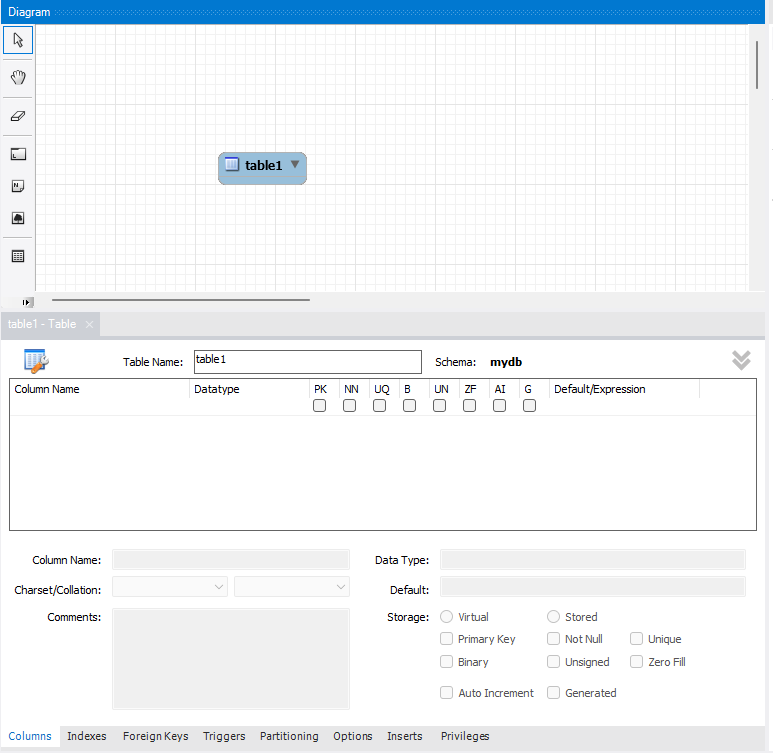 Diagram
table1
table1 - Table
Table Name: table1 Schema: mydb
Column Name Datatype PK NN UQ B UN ZF AI G Default/Expression
Column Name: Data Type:
Charset/Collation: Default:
Comments: Storage: Virtual Stored
Primary Key Not Null Unique
Binary Unsigned Zero Fill
Auto Increment Generated
Columns Indexes Foreign Keys Triggers Partitioning Options Inserts Privileges